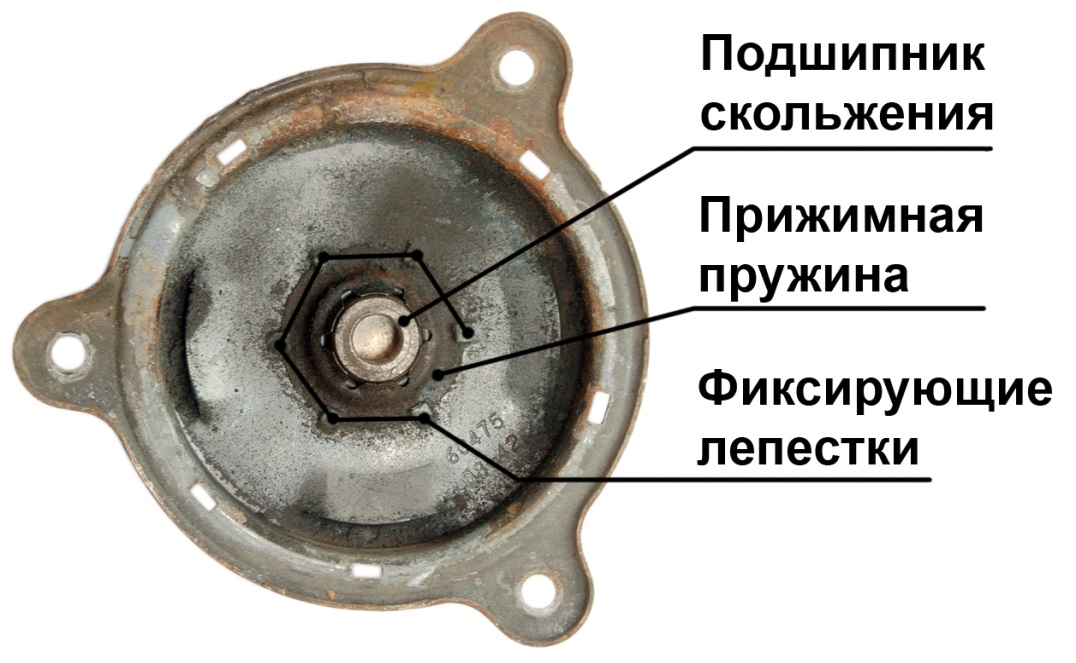 Подшипник
скольжения
Прижимная
пружина
Фиксирующие
лепестки